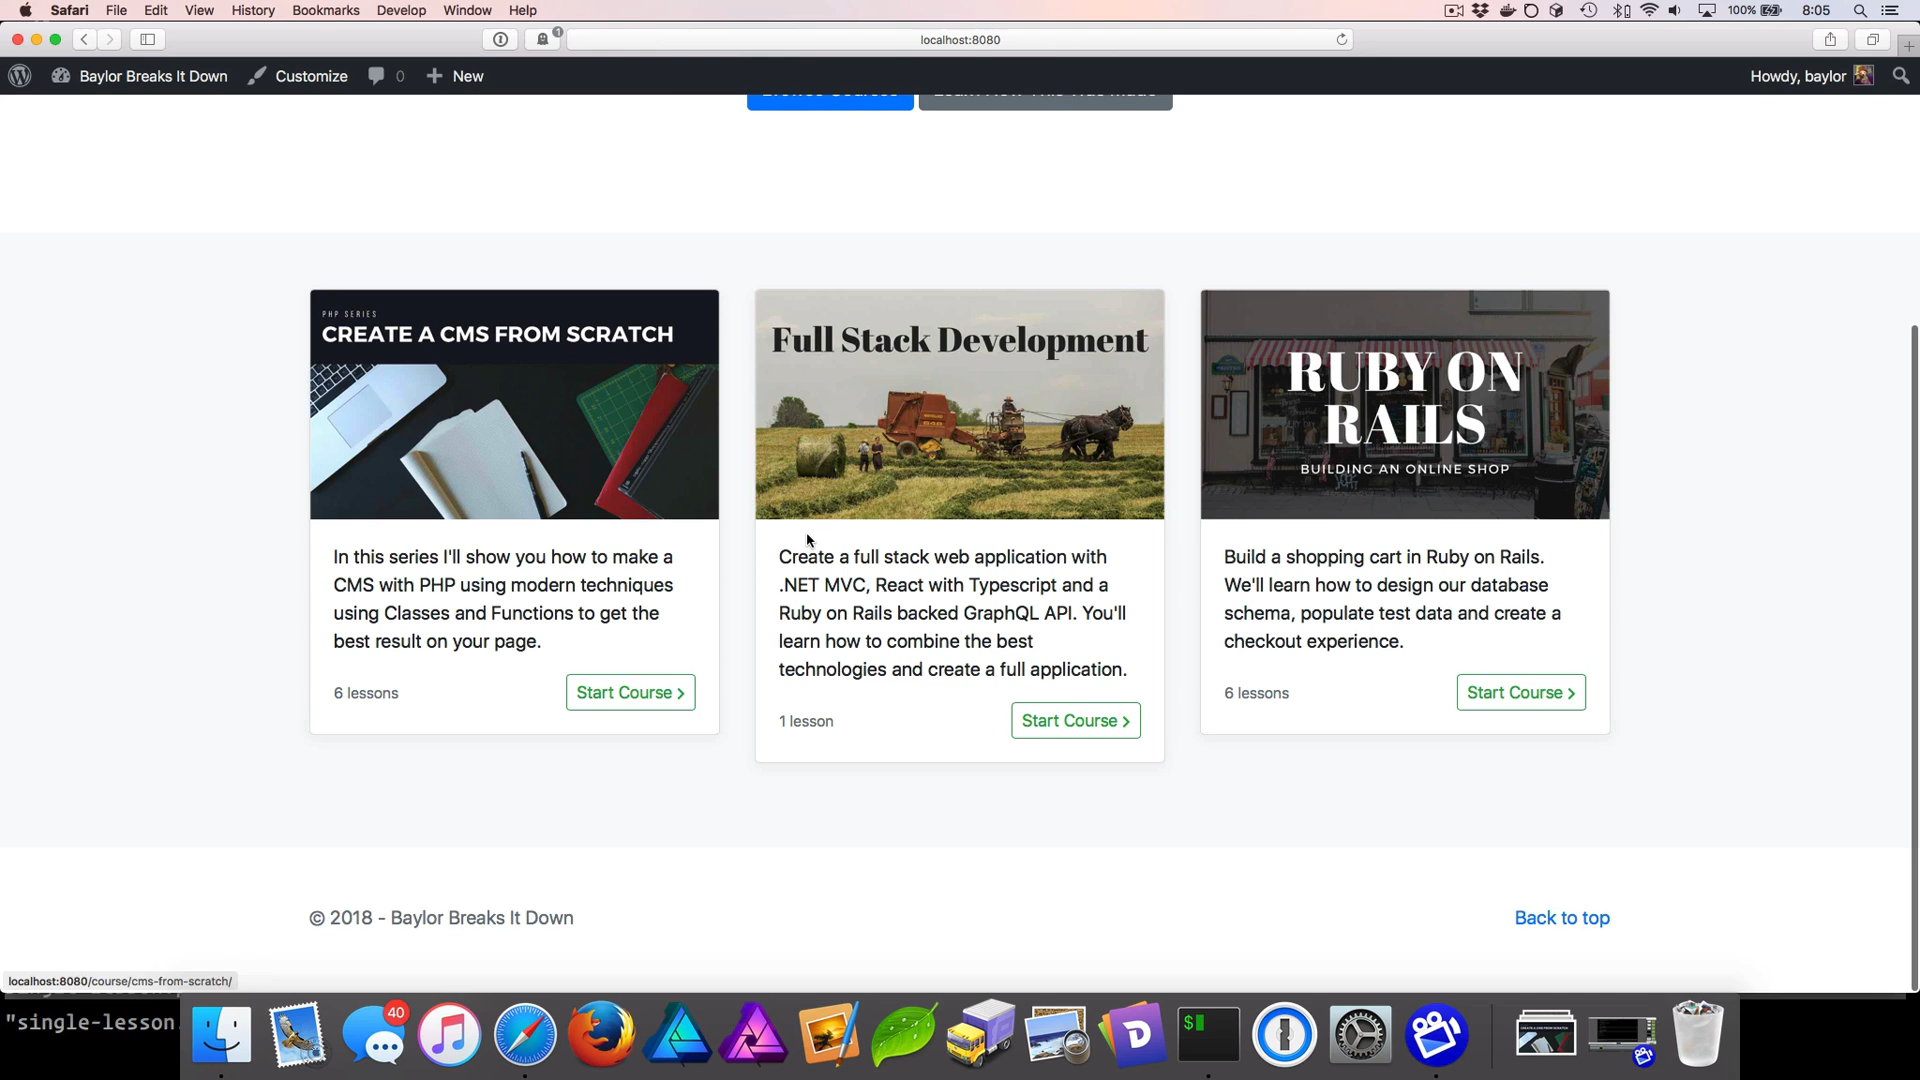 Safari File Edit View History Bookmarks Develop Window Help 100% 8:05
1 localhost:8080
Baylor Breaks It Down Customize 0 New Howdy, baylor
PHP SERIES
CREATE A CMS FROM SCRATCH
In this series I'll show you how to make a
CMS with PHP using modern techniques
using Classes and Functions to get the
best result on your page.
6 lessons Start Course >
Full Stack Development
Create a full stack web application with
.NET MVC, React with Typescript and a
Ruby on Rails backed GraphQL API. You'll
learn how to combine the best
technologies and create a full application.
1 lesson Start Course >
RUBY ON
RAILS
BUILDING AN ONLINE SHOP
Build a shopping cart in Ruby on Rails.
We'll learn how to design our database
schema, populate test data and create a
checkout experience.
6 lessons Start Course >
© 2018 - Baylor Breaks It Down Back to top
localhost:8080/course/cms-from-scratch/
"single-lesson.
40
$
D